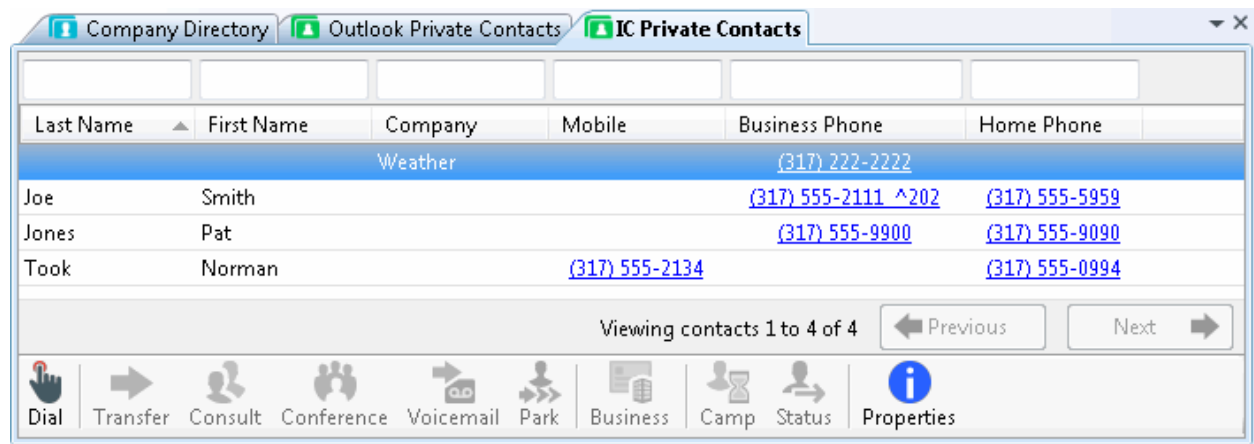 Company Directory Outlook Private Contacts IC Private Contacts
Last Name First Name Company Mobile Business Phone Home Phone
Weather (317) 222-2222
Joe Smith (317) 555-2111 ^202 (317) 555-5959
Jones Pat (317) 555-9900 (317) 555-9090
Took Norman (317) 555-2134 (317) 555-0994
Viewing contacts 1 to 4 of 4 Previous Next
Dial Transfer Consult Conference Voicemail Park Business Camp Status Properties